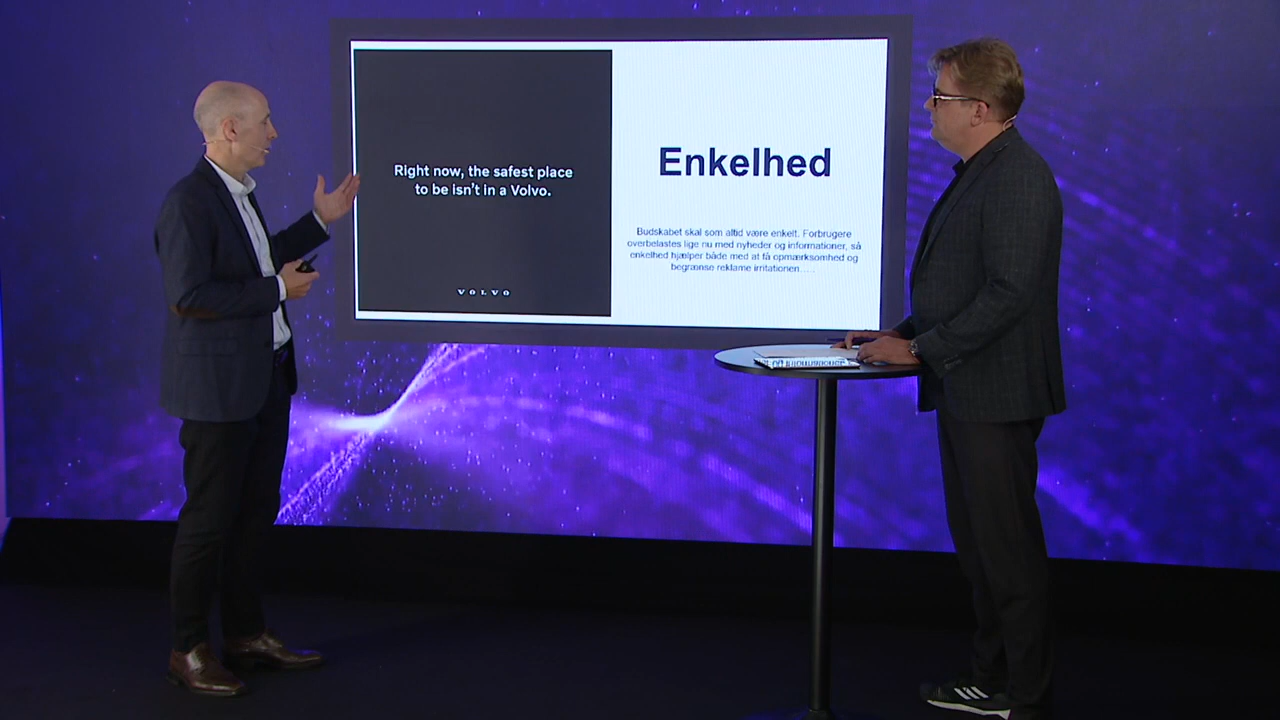 Right now, the safest place
to be isn't in a Volvo.
VOLVO
Enkelhed
Budskabet skal som altid være enkelt. Forbrugere
overbelastes lige nu med nyheder og informationer, så
enkelhed hjælper både med at få opmærksomhed og
begrænse reklame irritationen.....